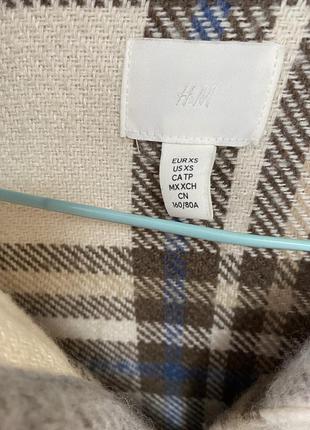 H&M
EUR XS
US XS
CA TP
MX XCH
CN
160/80A